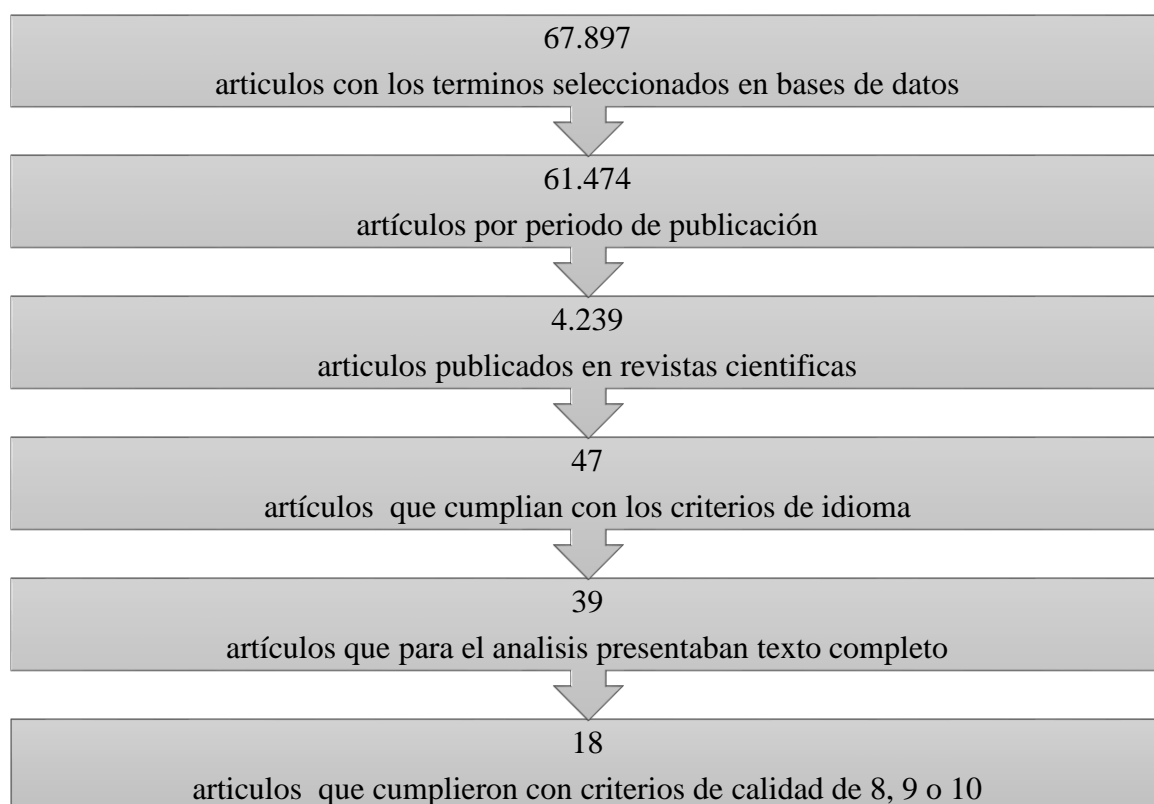 67.897
articulos con los terminos seleccionados en bases de datos
61.474
artículos por periodo de publicación
4.239
articulos publicados en revistas cientificas
47
artículos  que cumplian con los criterios de idioma
39
artículos que para el analisis presentaban texto completo
18
articulos  que cumplieron con criterios de calidad de 8, 9 o 10